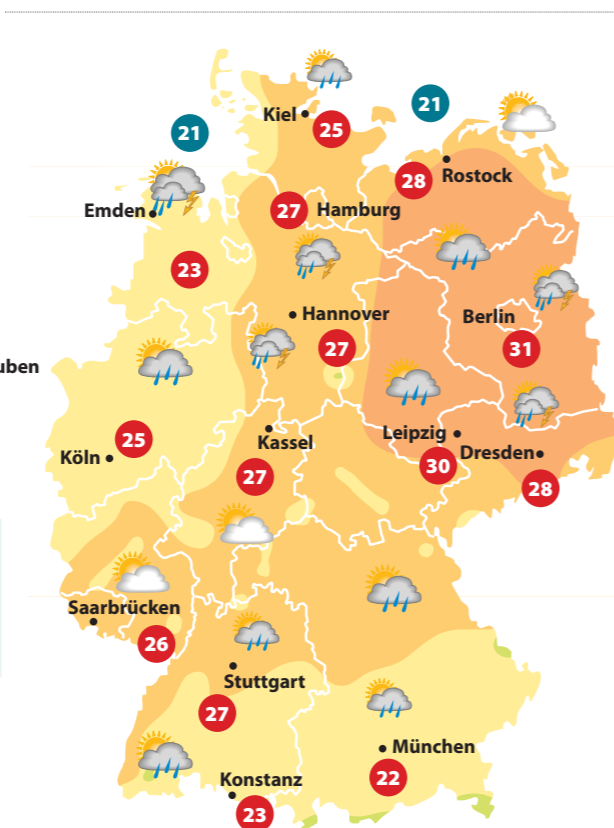 Kiel
25
21
21
28
Rostock
Emden
27
Hamburg
23
Hannover
27
Berlin
31
uben
25
Köln
Kassel
27
Leipzig
30
Dresden
28
Saarbrücken
26
Stuttgart
27
München
22
Konstanz
23